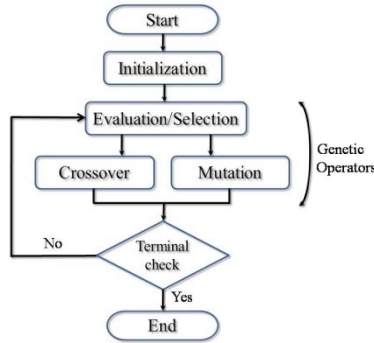 Start
Initialization
Evaluation/Selection
Crossover
Mutation
Genetic
Operators
No
Terminal
check
Yes
End